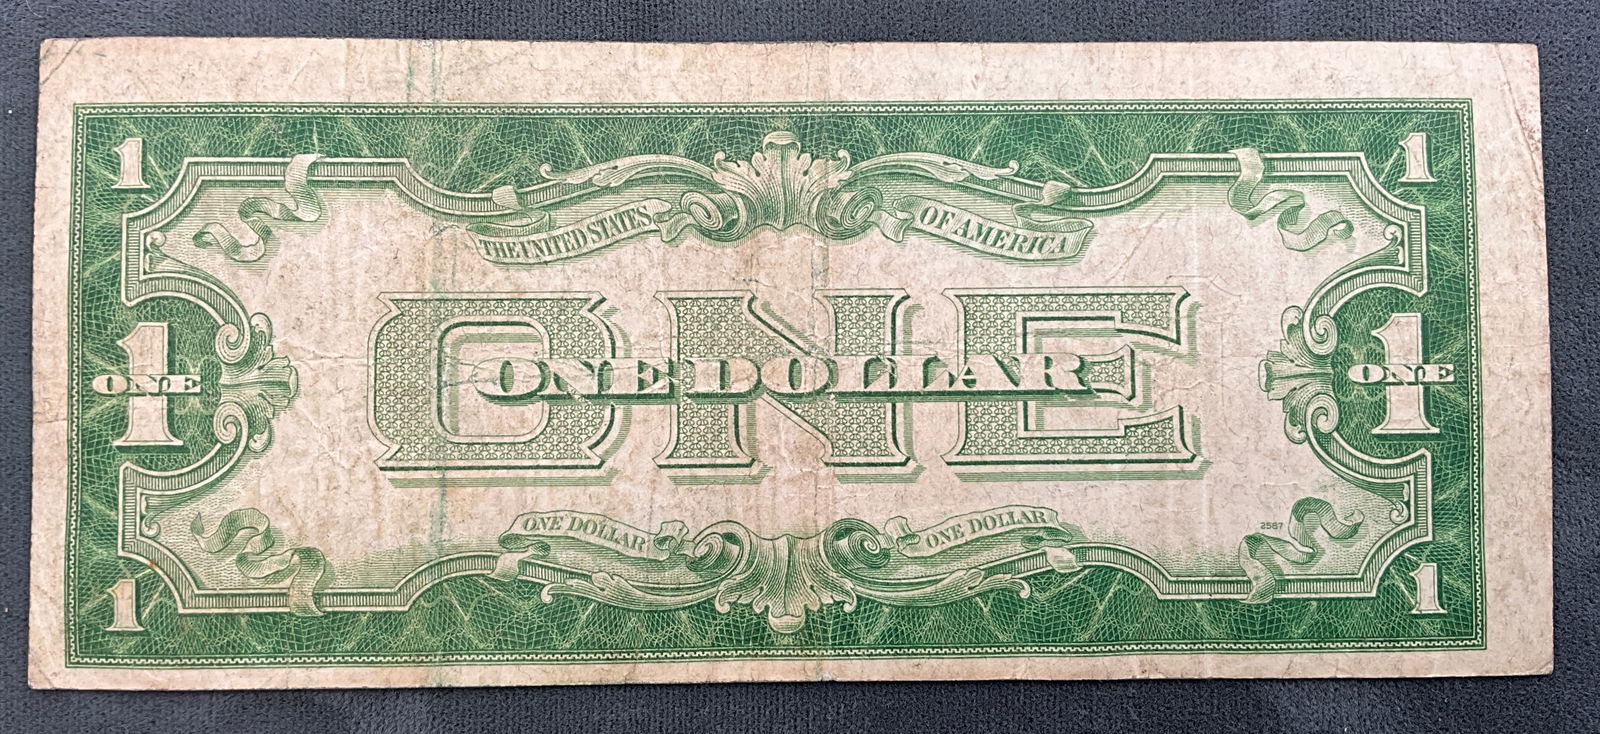 1 1
THE UNITED STATES OF AMERICA
ONE
1 ONE ONE DOLLAR 1 ONE
ONE DOLLAR ONE DOLLAR
2587
1 1